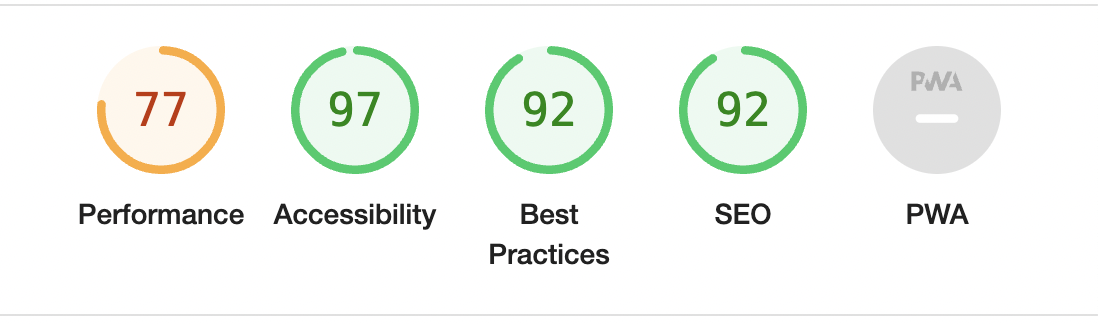 77
97
92
92
PWA
Performance
Accessibility
Best
Practices
SEO
PWA